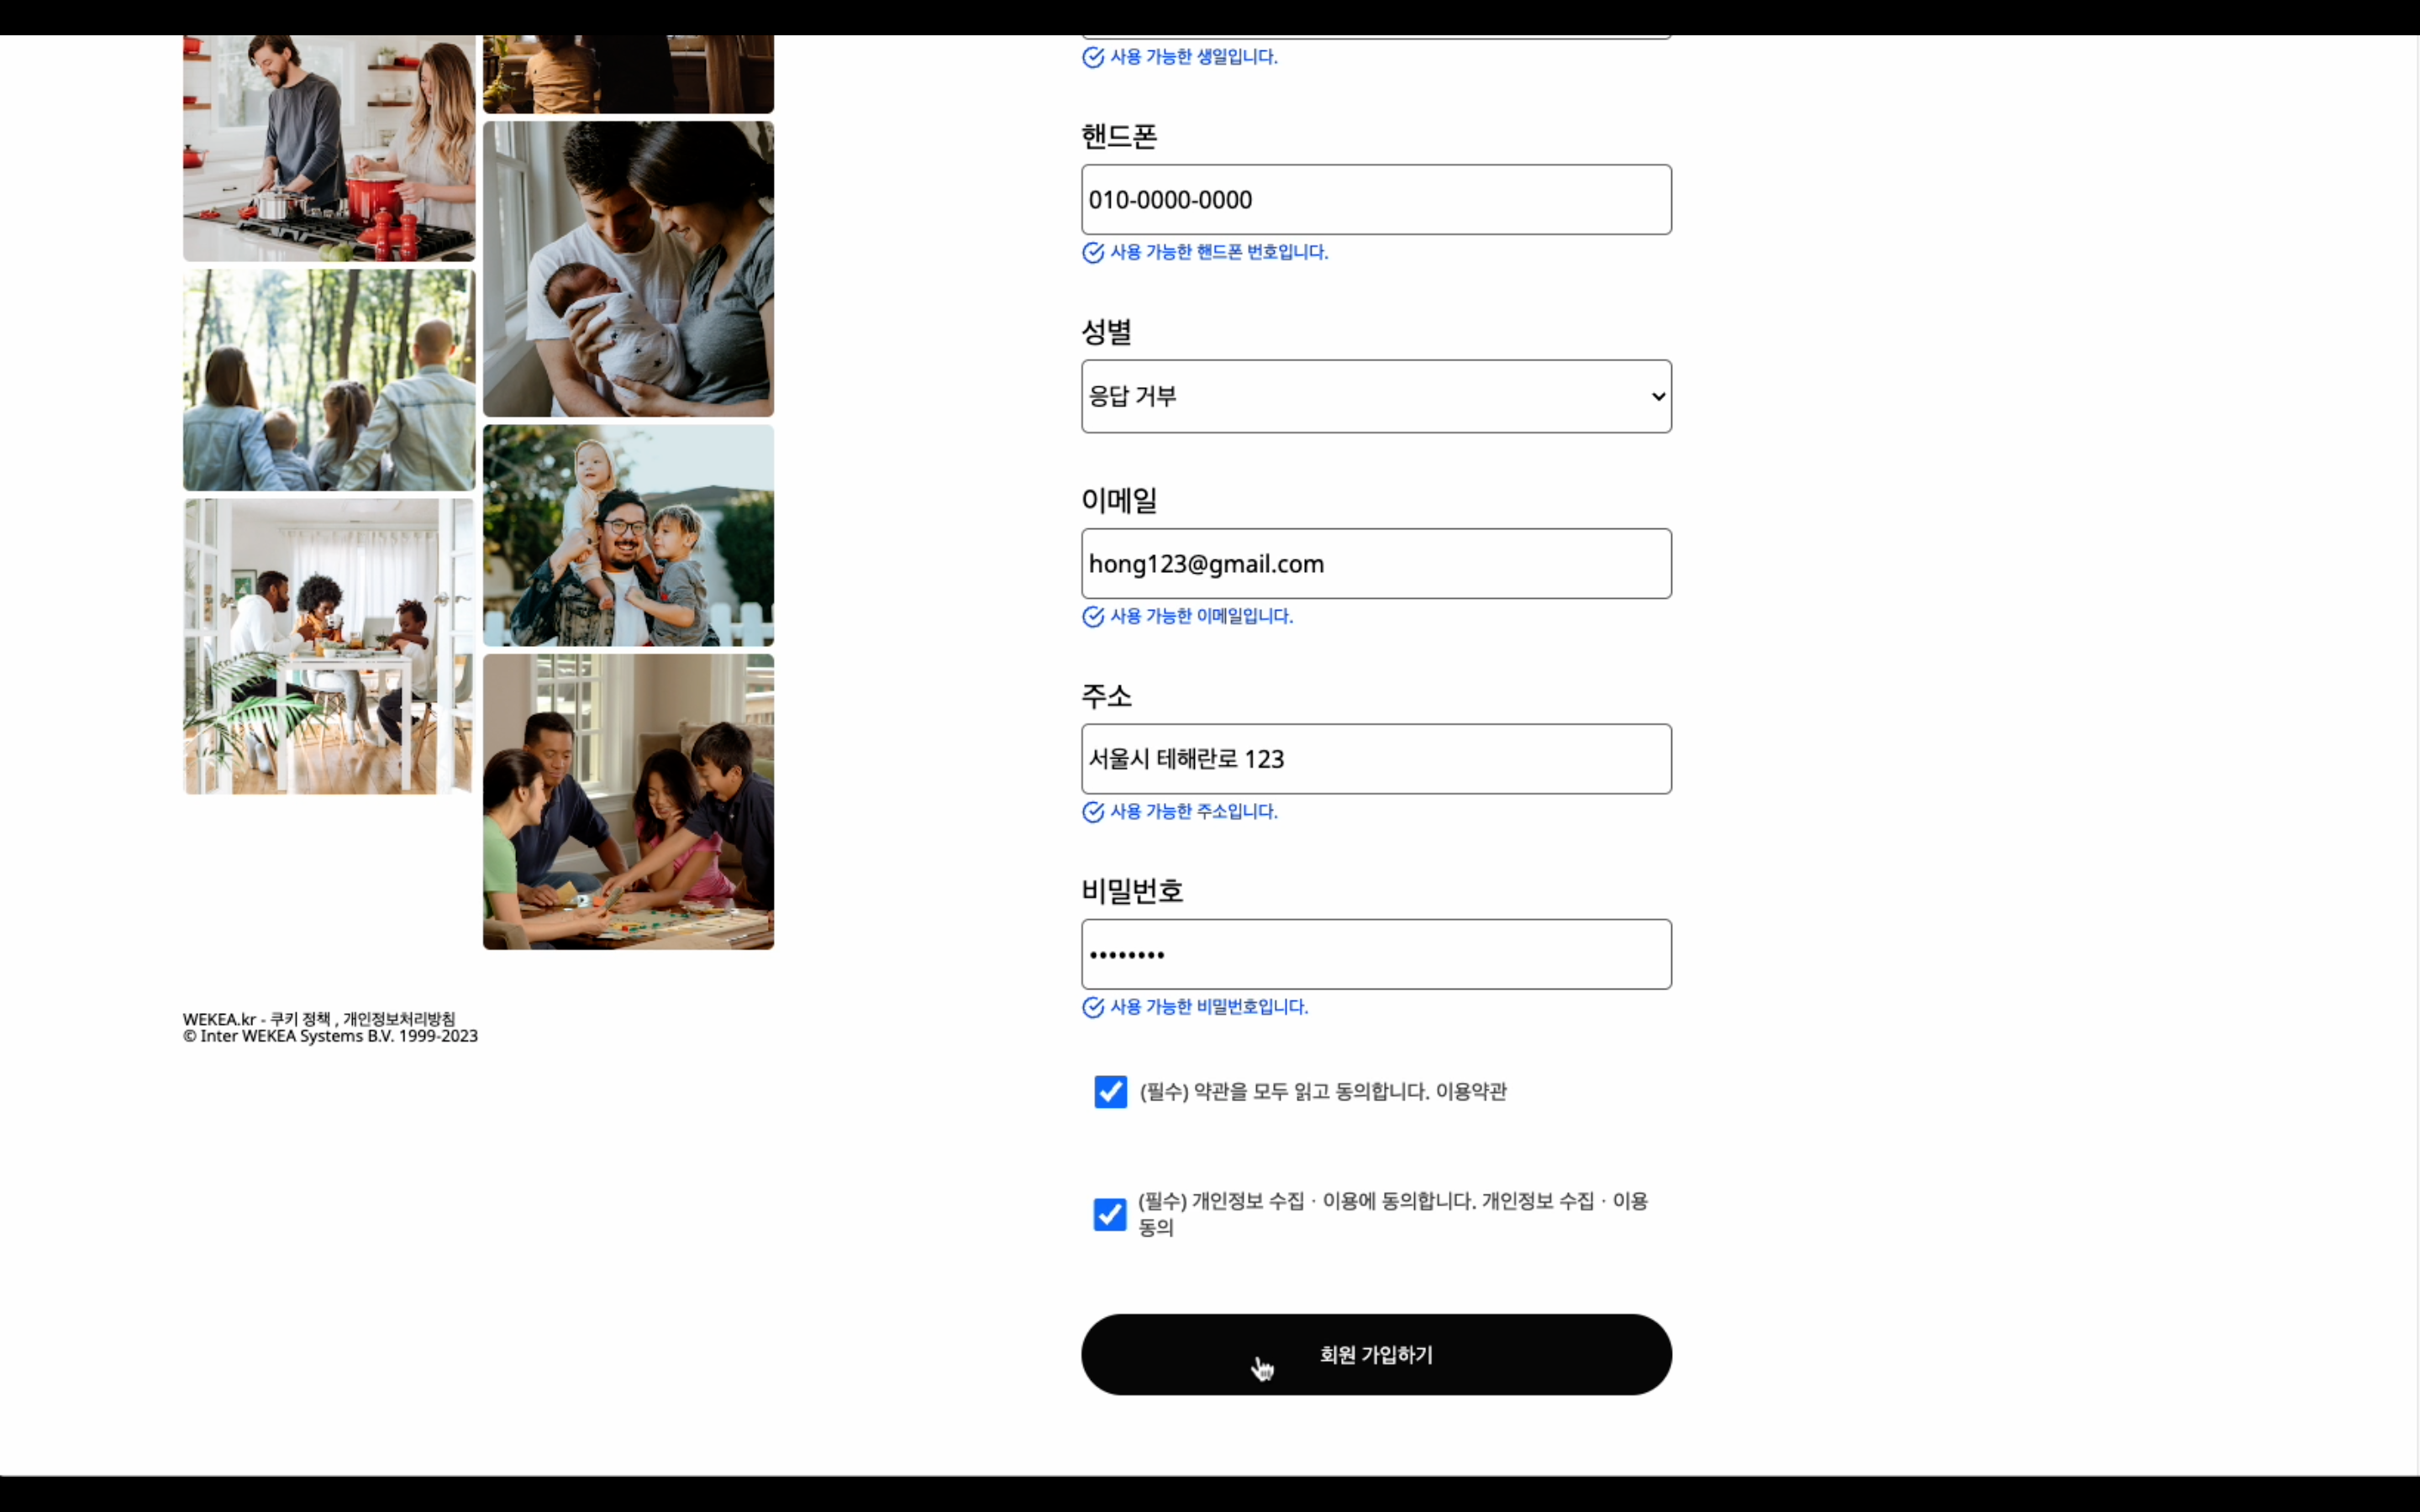 사용 가능한 생일입니다.
핸드폰
010-0000-0000
사용 가능한 핸드폰 번호입니다.
성별
응답 거부
이메일
hong123@gmail.com
사용 가능한 이메일입니다.
주소
서울시 테해란로 123
사용 가능한 주소입니다.
비밀번호
••••••••
사용 가능한 비밀번호입니다.
(필수) 약관을 모두 읽고 동의합니다. 이용약관
(필수) 개인정보 수집 · 이용에 동의합니다. 개인정보 수집 · 이용
동의
회원 가입하기
WEKEA.kr - 쿠키 정책 , 개인정보처리방침
© Inter WEKEA Systems B.V. 1999-2023